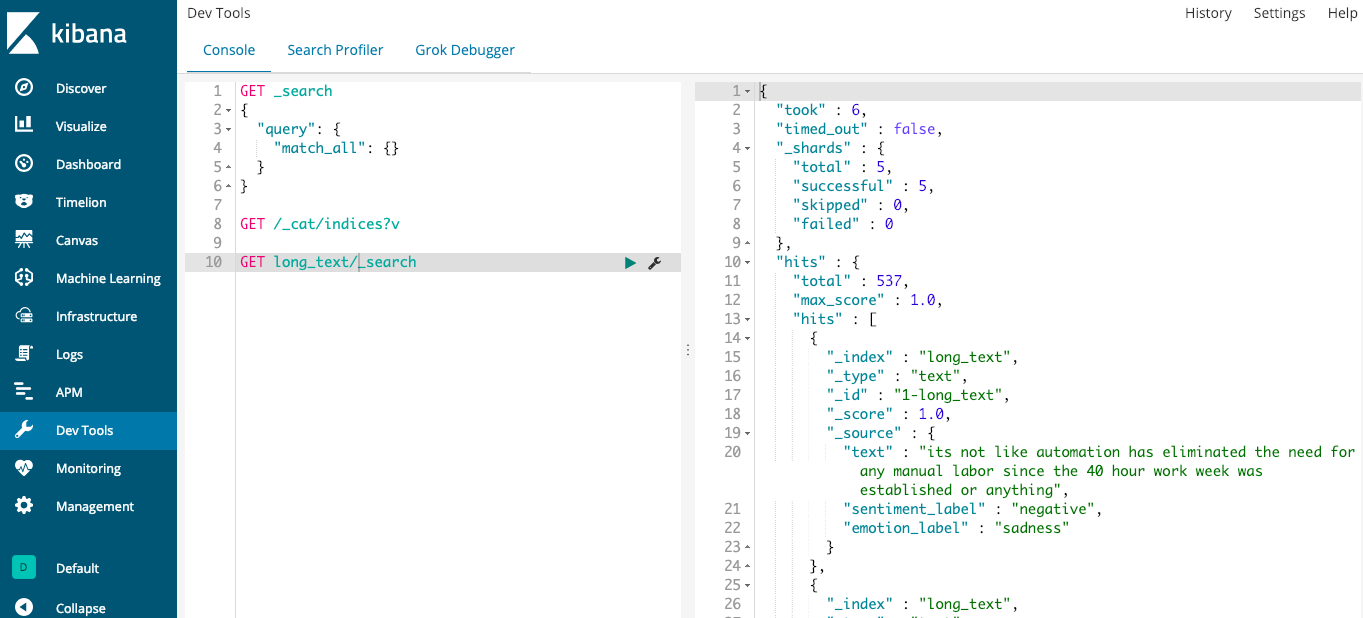 kibana
Discover
Visualize
Dashboard
Timelion
Canvas
Machine Learning
Infrastructure
Logs
APM
Dev Tools
Monitoring
Management
D Default
Collapse
Dev Tools
History Settings Help
Console Search Profiler Grok Debugger
1 GET _search
2 {
3 "query": {
4 "match_all": {}
5 }
6 }
7
8 GET /_cat/indices?v
9
10 GET long_text/_search
1 {
2 "took" : 6,
3 "timed_out" : false,
4 "_shards" : {
5 "total" : 5,
6 "successful" : 5,
7 "skipped" : 0,
8 "failed" : 0
9 },
10 "hits" : {
11 "total" : 537,
12 "max_score" : 1.0,
13 "hits" : [
14 {
15 "_index" : "long_text",
16 "_type" : "text",
17 "_id" : "1-long_text",
18 "_score" : 1.0,
19 "_source" : {
20 "text" : "its not like automation has eliminated the need for
any manual labor since the 40 hour work week was
established or anything",
21 "sentiment_label" : "negative",
22 "emotion_label" : "sadness"
23 }
24 },
25 {
26 "_index" : "long_text",